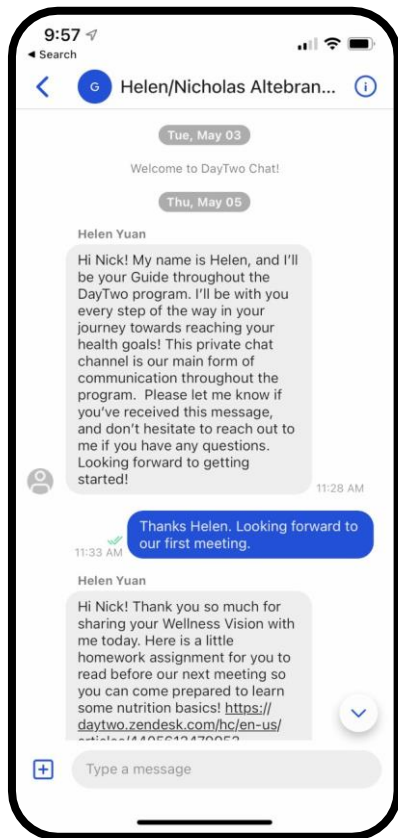 9:57
Search
G
Helen/Nicholas Altebran...
Tue, May 03
Welcome to DayTwo Chat!
Thu, May 05
Helen Yuan
Hi Nick! My name is Helen, and I'll
be your Guide throughout the
DayTwo program. I'll be with you
every step of the way in your
journey towards reaching your
health goals! This private chat
channel is our main form of
communication throughout the
program.  Please let me know if
you've received this message,
and don't hesitate to reach out to
me if you have any questions.
Looking forward to getting
started!
11:28 AM
Thanks Helen. Looking forward to
our first meeting.
11:33 AM
Helen Yuan
Hi Nick! Thank you so much for
sharing your Wellness Vision with
me today. Here is a little
homework assignment for you to
read before our next meeting so
you can come prepared to learn
some nutrition basics! https://
daytwo.zendesk.com/hc/en-us/
Type a message